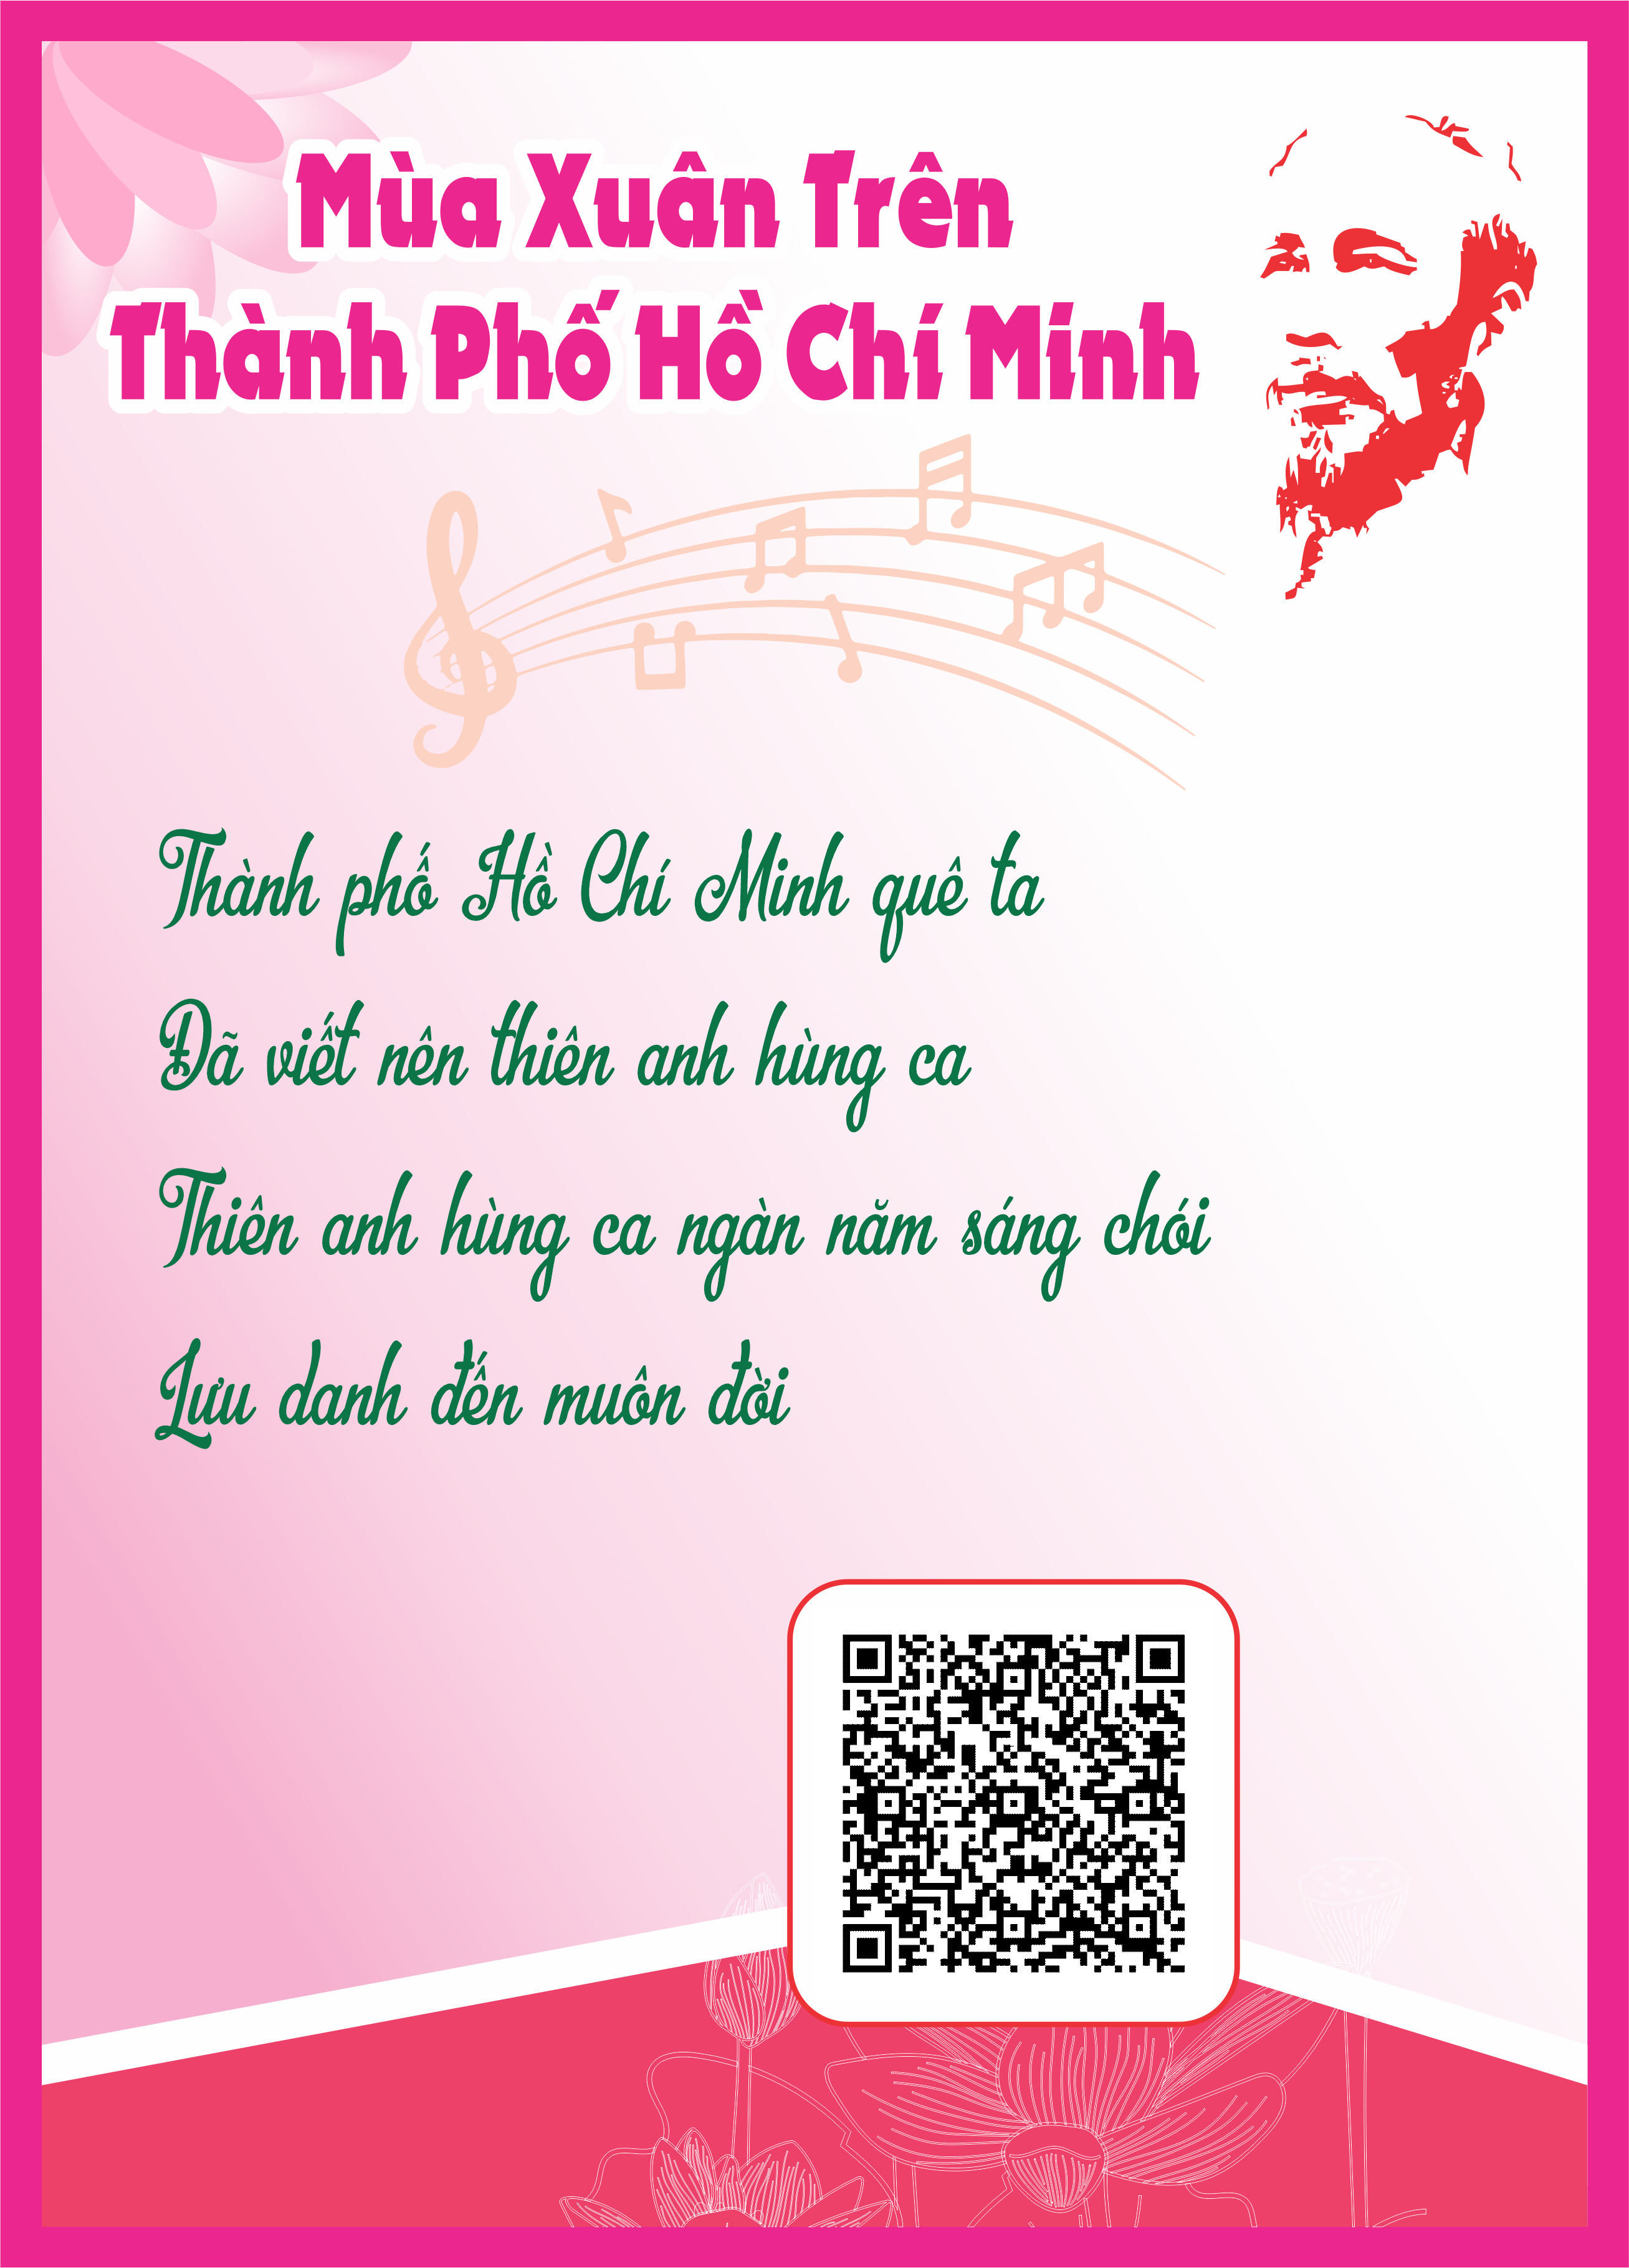 Mùa Xuân Trên
Thành Phố Hồ Chí Minh
Thành phố Hồ Chí Minh quê ta
Đã viết nên thiên anh hùng ca
Thiên anh hùng ca ngàn năm sáng chói
Lưu danh đến muôn đời